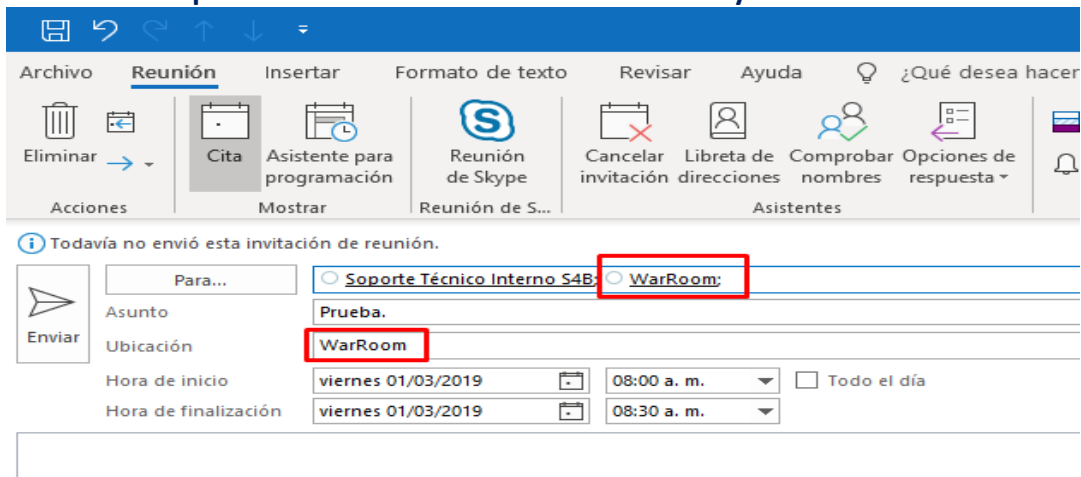 Archivo Reunión Insertar Formato de texto Revisar Ayuda ¿Qué desea hacer
Eliminar Cita Asistente para programación Reunión de Skype Cancelar invitación Libreta de direcciones Comprobar nombres Opciones de respuesta
Acciones Mostrar Reunión de S... Asistentes
Todavía no envió esta invitación de reunión.
Para... Soporte Técnico Interno S4B; WarRoom;
Asunto Prueba.
Enviar
Ubicación WarRoom
Hora de inicio viernes 01/03/2019 08:00 a. m. Todo el día
Hora de finalización viernes 01/03/2019 08:30 a. m.